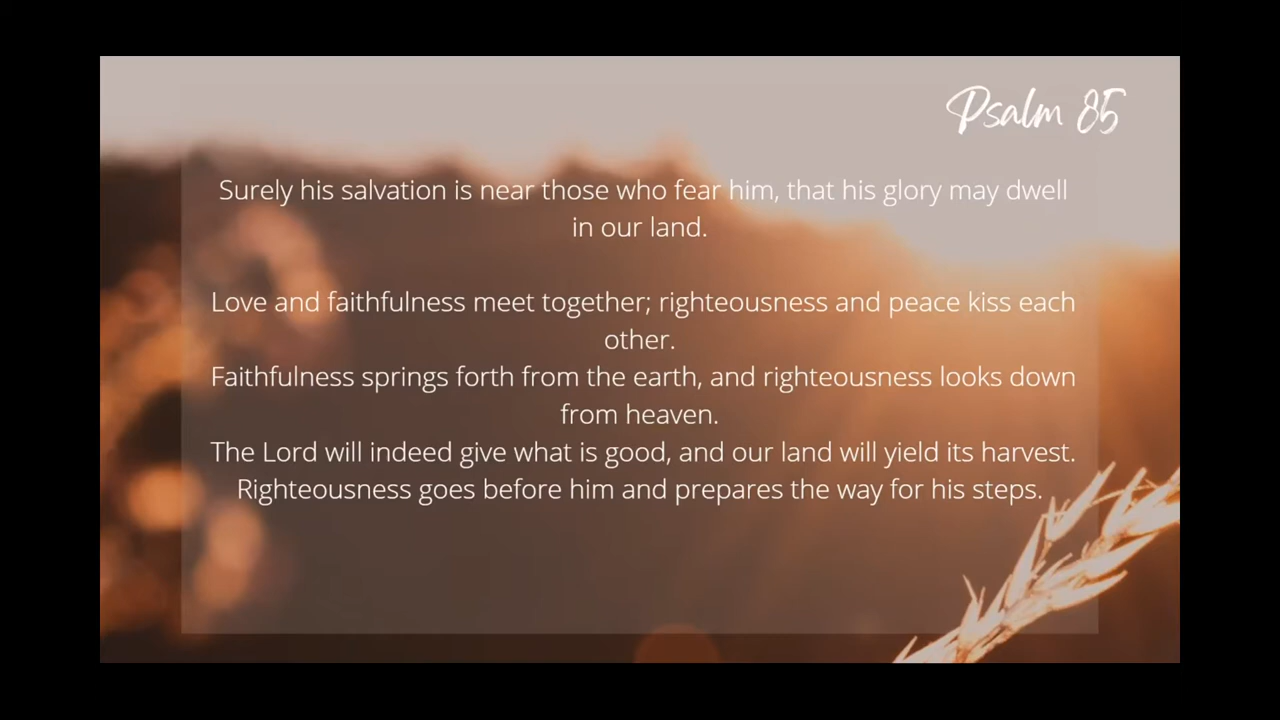 Psalm 85
Surely his salvation is near those who fear him, that his glory may dwell
in our land.
Love and faithfulness meet together; righteousness and peace kiss each
other.
Faithfulness springs forth from the earth, and righteousness looks down
from heaven.
The Lord will indeed give what is good, and our land will yield its harvest.
Righteousness goes before him and prepares the way for his steps.